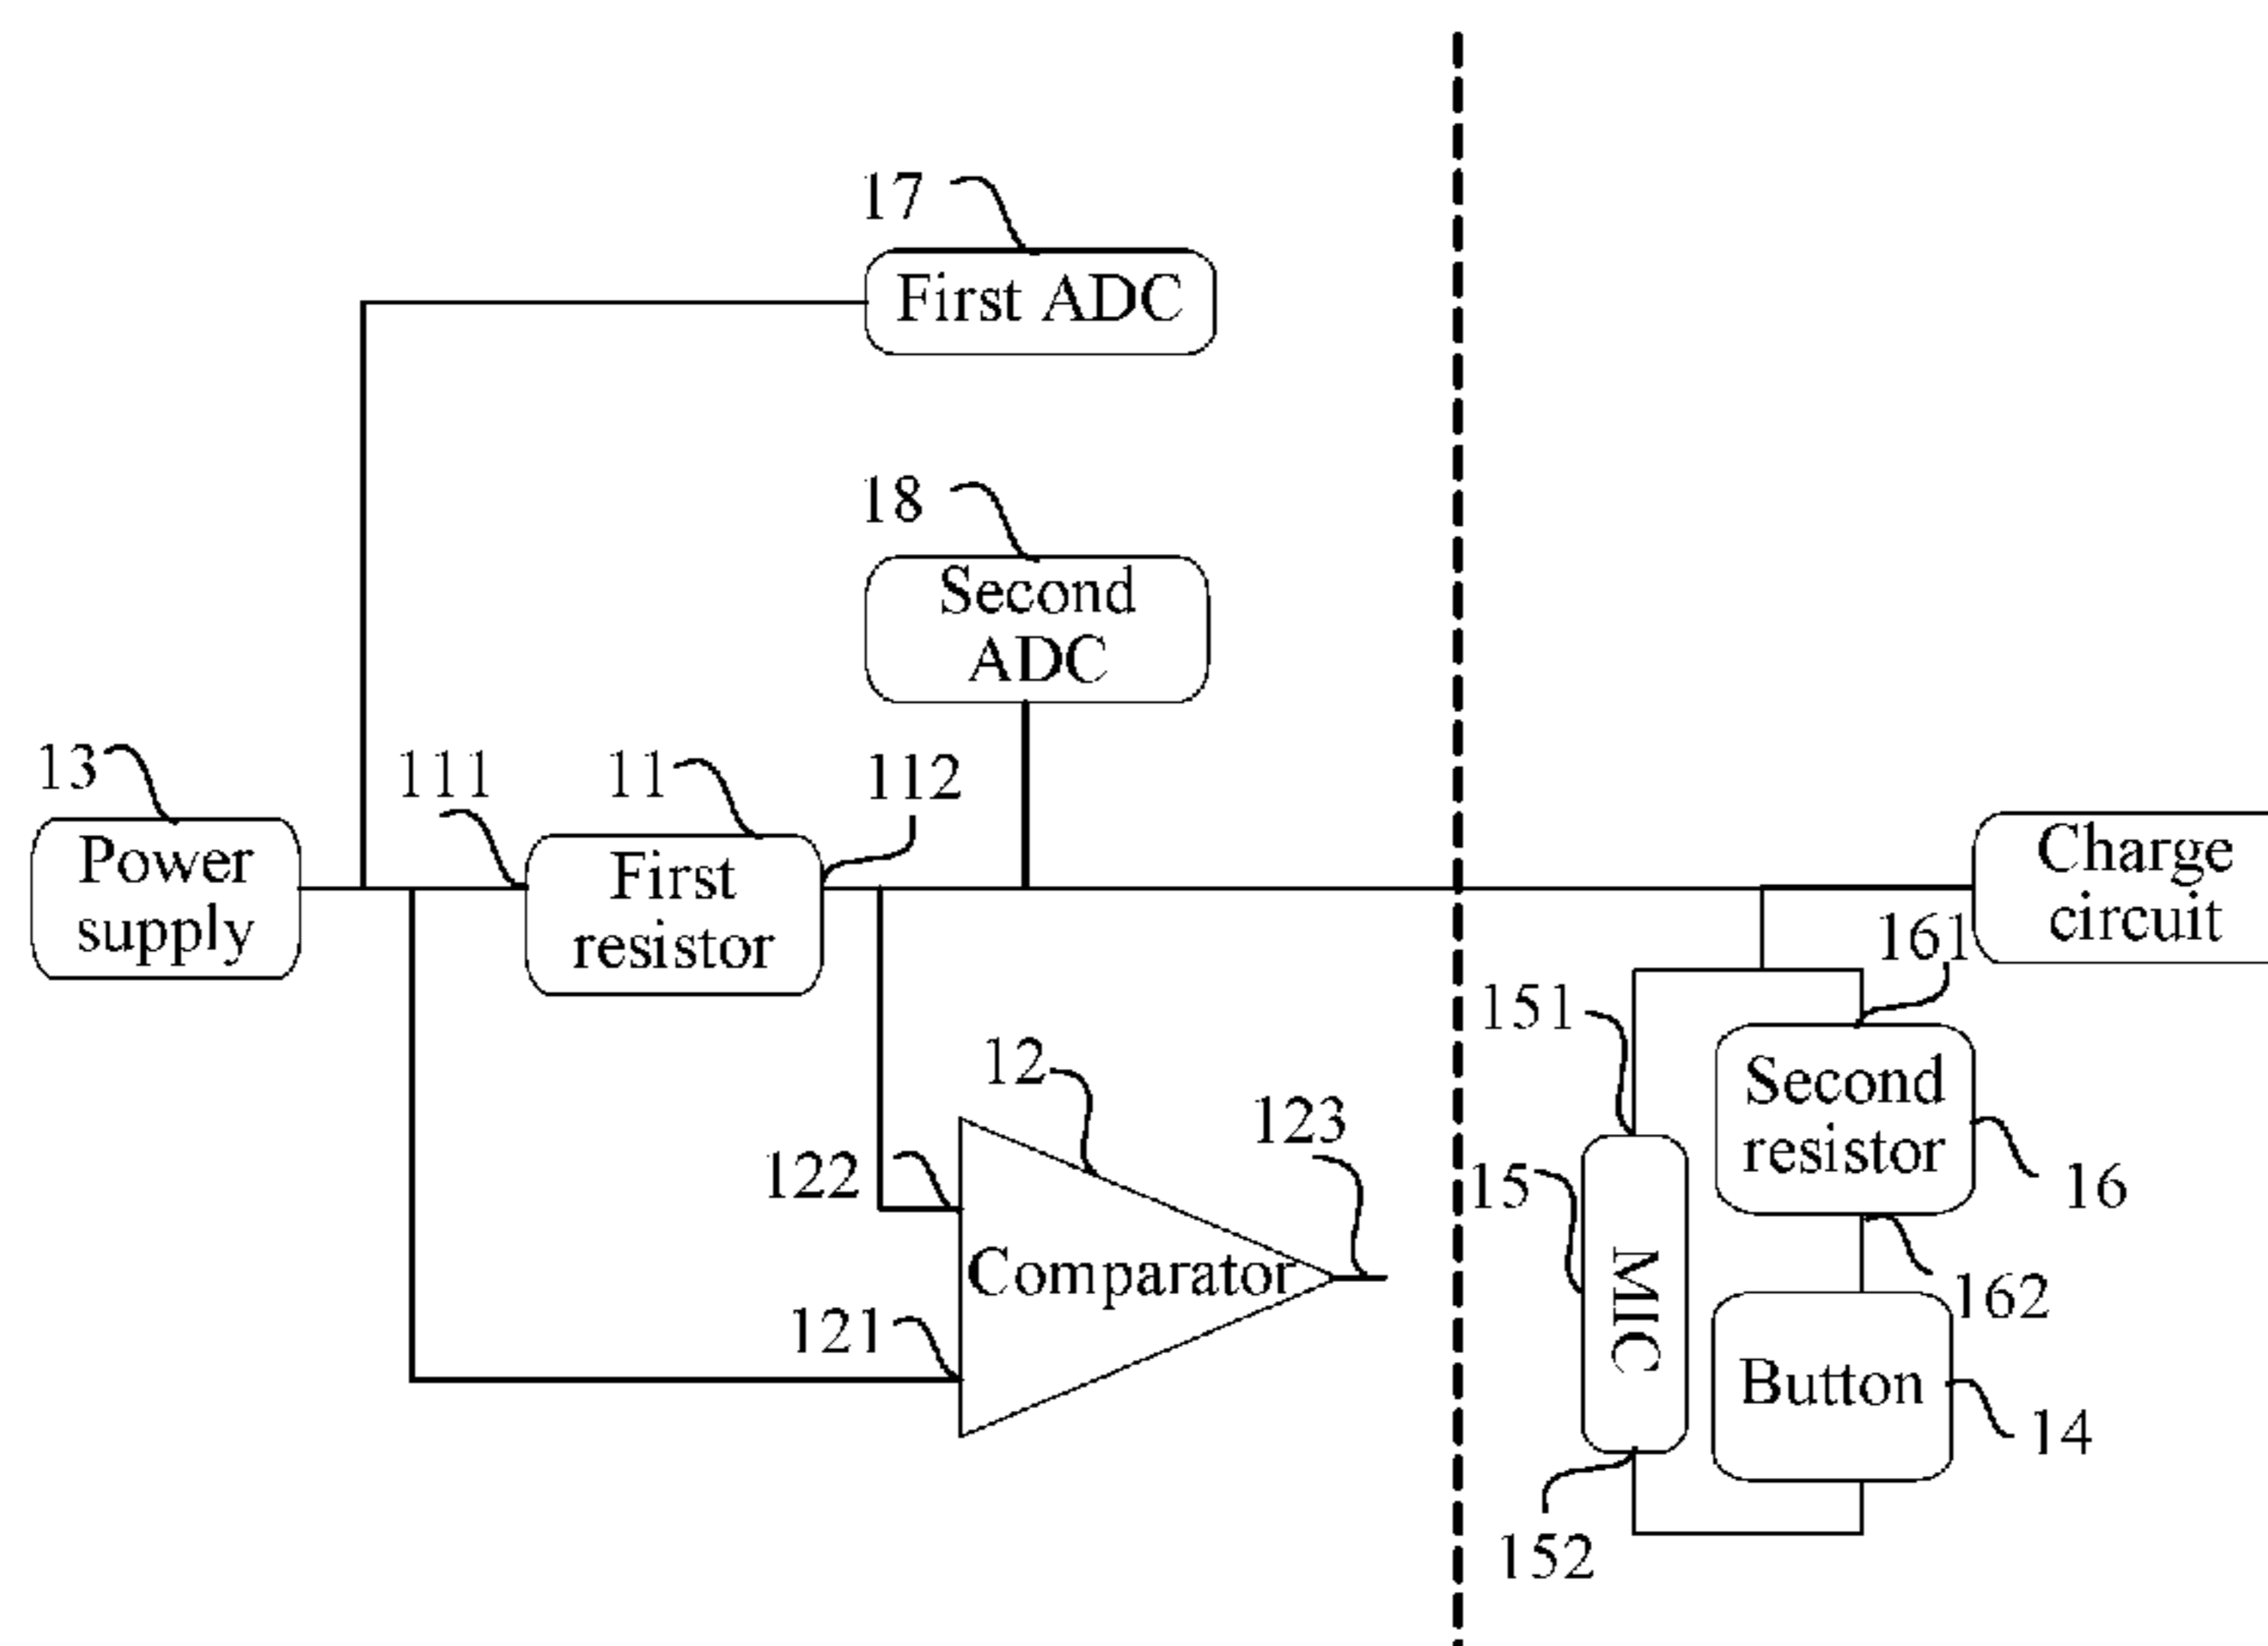 17
First ADC
18
Second
ADC
13
111
11
112
Power
supply
First
resistor
Charge
circuit
161
151
Second
resistor
12
123
122
15
16
Comparator
MIC
162
121
Button
14
152